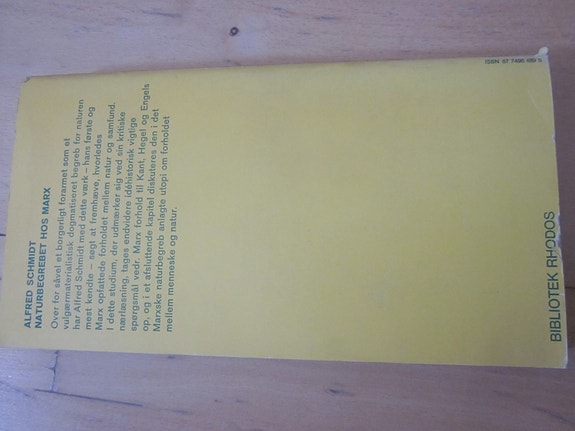 ALFRED SCHMIDT
NATURBEGREBET HOS MARX
Over for såvel et borgerligt forarmet som et
vulgærmaterialistisk dogmatiseret begreb for naturen
har Alfred Schmidt med dette værk – hans første og
mest kendte – søgt at fremhæve, hvorledes
Marx opfattede forholdet mellem natur og samfund.
I dette studium, der udmærker sig ved sin kritiske
nærlæsning, tages endvidere idéhistorisk vigtige
spørgsmål vedr. Marx forhold til Kant, Hegel og Engels
op, og i et afsluttende kapitel diskuteres den i det
Marxske naturbegreb anlagte utopi om forholdet
mellem menneske og natur.
BIBLIOTEK RHODOS
ISBN 87 7496